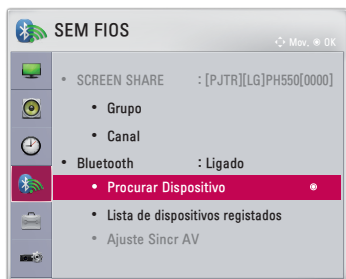 SEM FIOS
Mov. OK
• SCREEN SHARE : [PJTR][LG]PH550[0000]
• Grupo
• Canal
• Bluetooth : Ligado
• Procurar Dispositivo
• Lista de dispositivos registados
• Ajuste Sincr AV